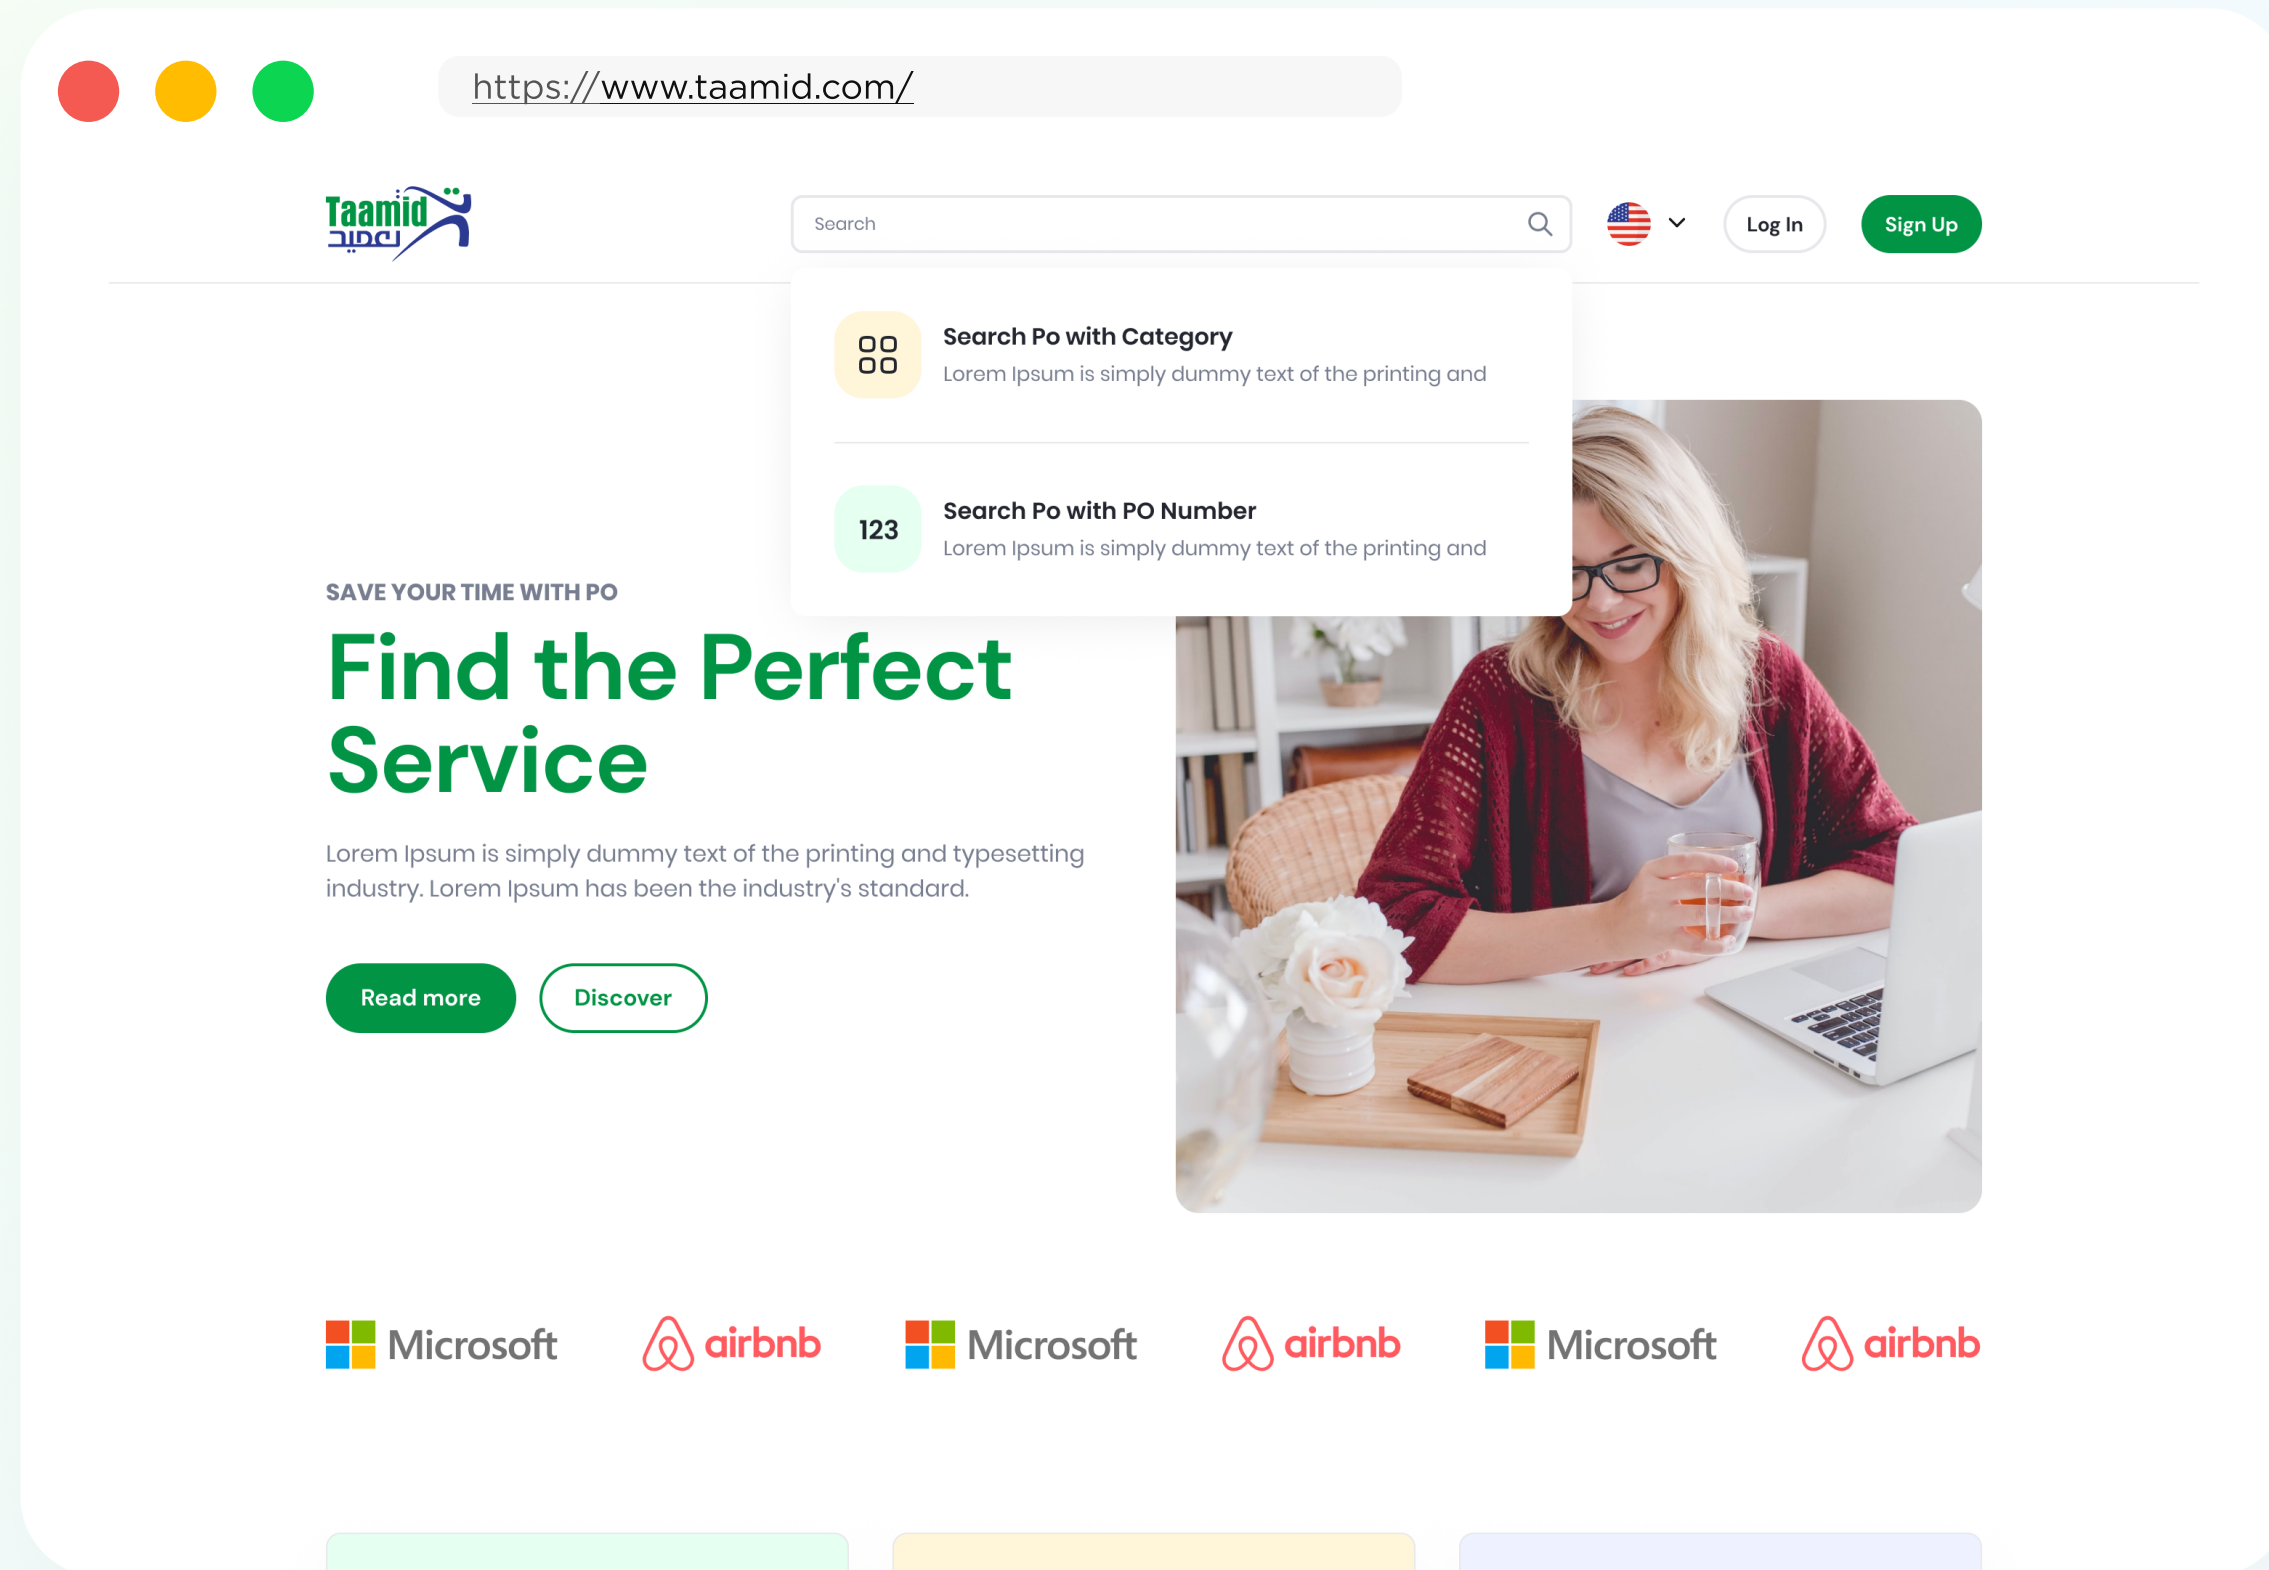 https://www.taamid.com/
Taamid
تعميد
Search
Log In
Sign Up
Search Po with Category
Lorem Ipsum is simply dummy text of the printing and
123
Search Po with PO Number
Lorem Ipsum is simply dummy text of the printing and
SAVE YOUR TIME WITH PO
Find the Perfect
Service
Lorem Ipsum is simply dummy text of the printing and typesetting
industry. Lorem Ipsum has been the industry's standard.
Read more
Discover
Microsoft airbnb Microsoft airbnb Microsoft airbnb